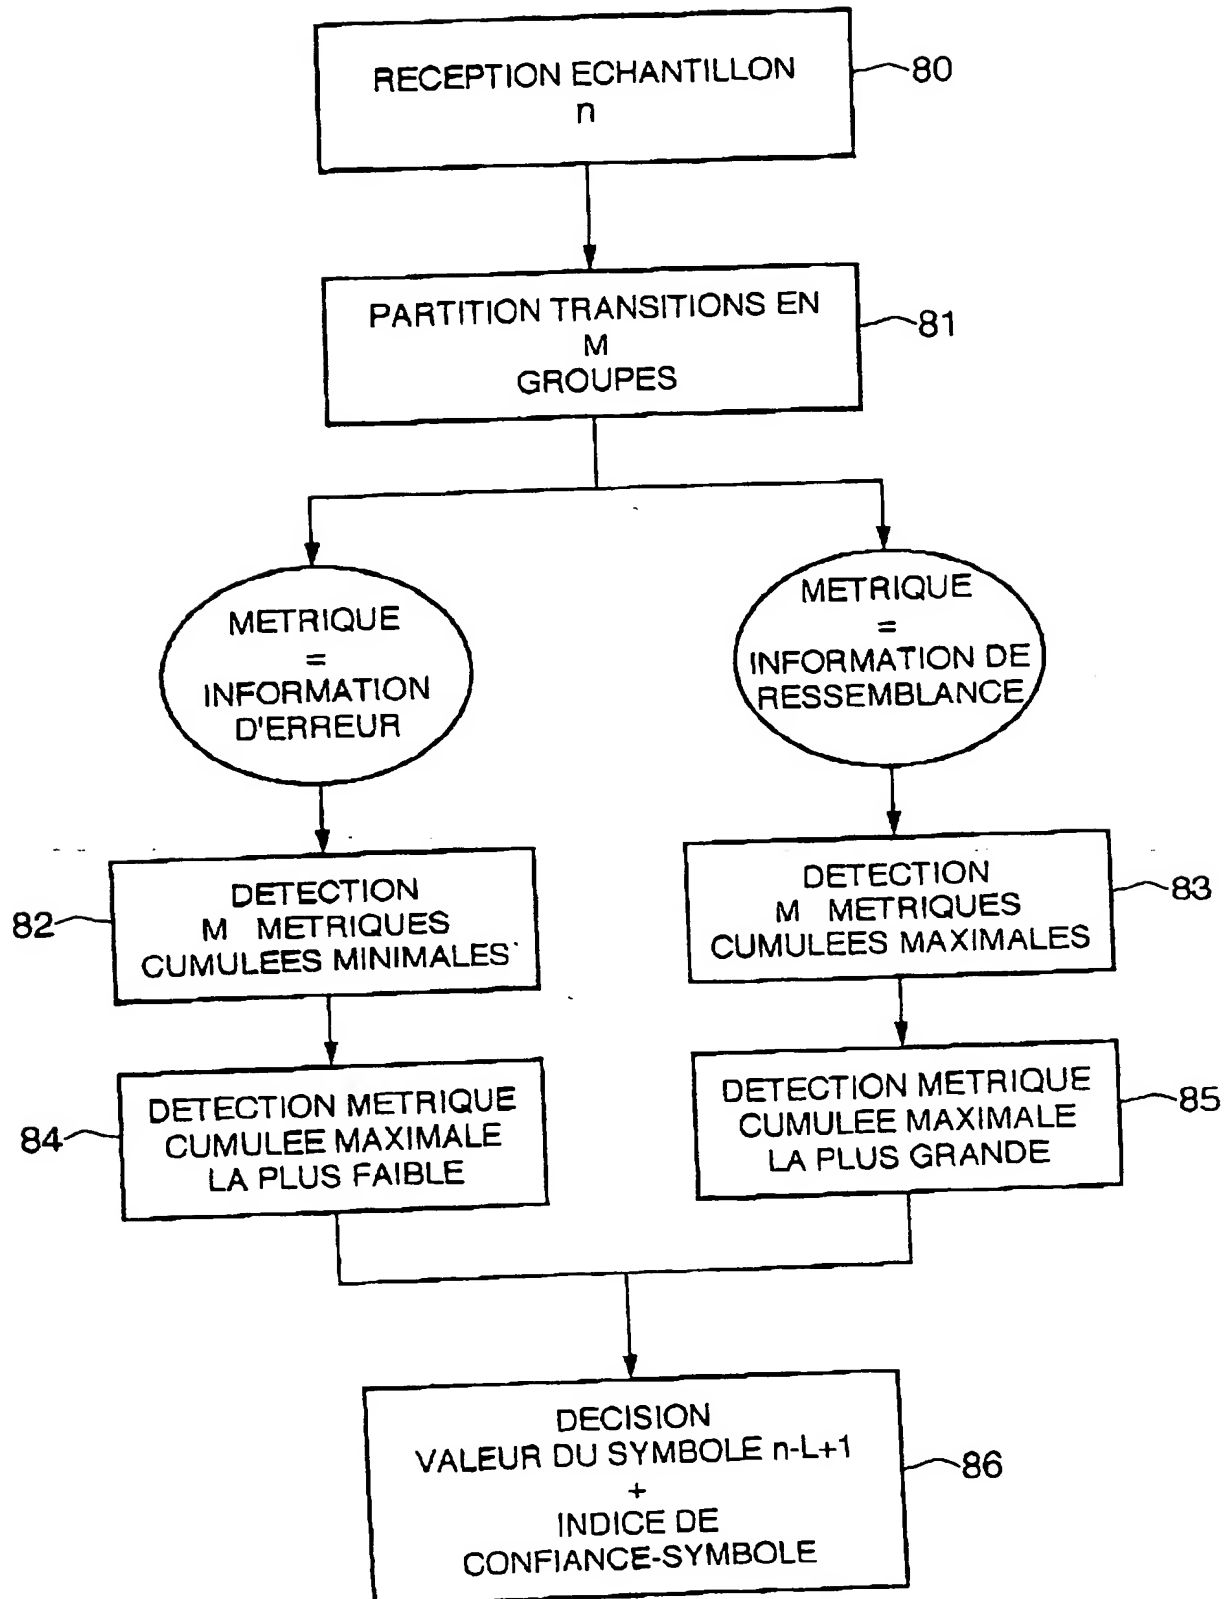 RECEPTION ECHANTILLON
n
80
PARTITION TRANSITIONS EN
M
GROUPES
81
METRIQUE
=
INFORMATION
D'ERREUR
METRIQUE
=
INFORMATION DE
RESSEMBLANCE
82
DETECTION
M METRIQUES
CUMULEES MINIMALES
DETECTION
M METRIQUES
CUMULEES MAXIMALES
83
84
DETECTION METRIQUE
CUMULEE MAXIMALE
LA PLUS FAIBLE
DETECTION METRIQUE
CUMULEE MAXIMALE
LA PLUS GRANDE
85
DECISION
VALEUR DU SYMBOLE n-L+1
+
INDICE DE
CONFIANCE-SYMBOLE
86